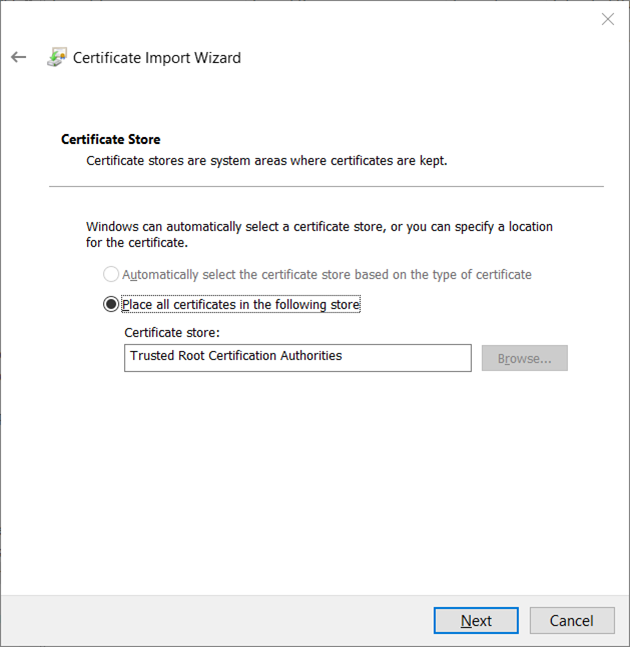 Certificate Import Wizard
Certificate Store
Certificate stores are system areas where certificates are kept.
Windows can automatically select a certificate store, or you can specify a location
for the certificate.
Automatically select the certificate store based on the type of certificate
Place all certificates in the following store
Certificate store:
Trusted Root Certification Authorities
Browse...
Next
Cancel